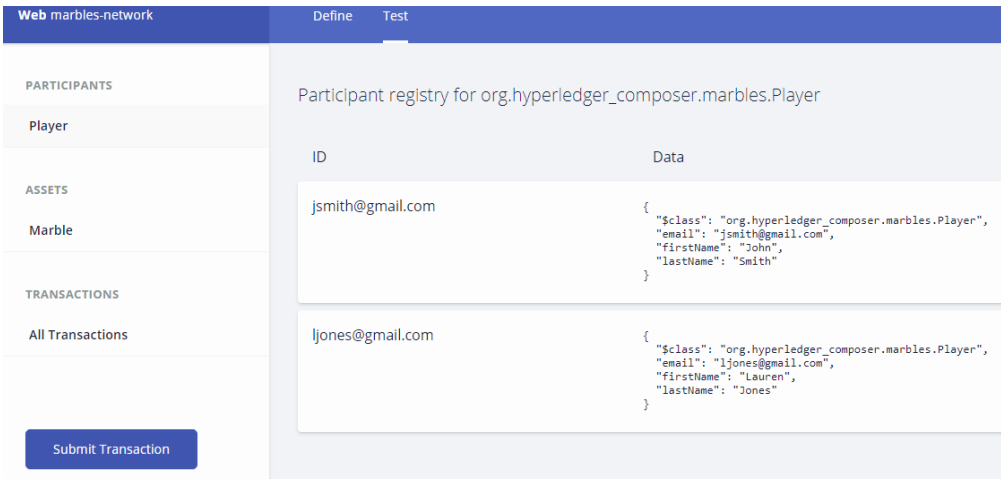 Web marbles-network
Define Test
PARTICIPANTS
Player
ASSETS
Marble
TRANSACTIONS
All Transactions
Submit Transaction
Participant registry for org.hyperledger_composer.marbles.Player
ID Data
jsmith@gmail.com
{
"$class": "org.hyperledger_composer.marbles.Player",
"email": "jsmith@gmail.com",
"firstName": "John",
"lastName": "Smith"
}
ljones@gmail.com
{
"$class": "org.hyperledger_composer.marbles.Player",
"email": "ljones@gmail.com",
"firstName": "Lauren",
"lastName": "Jones"
}